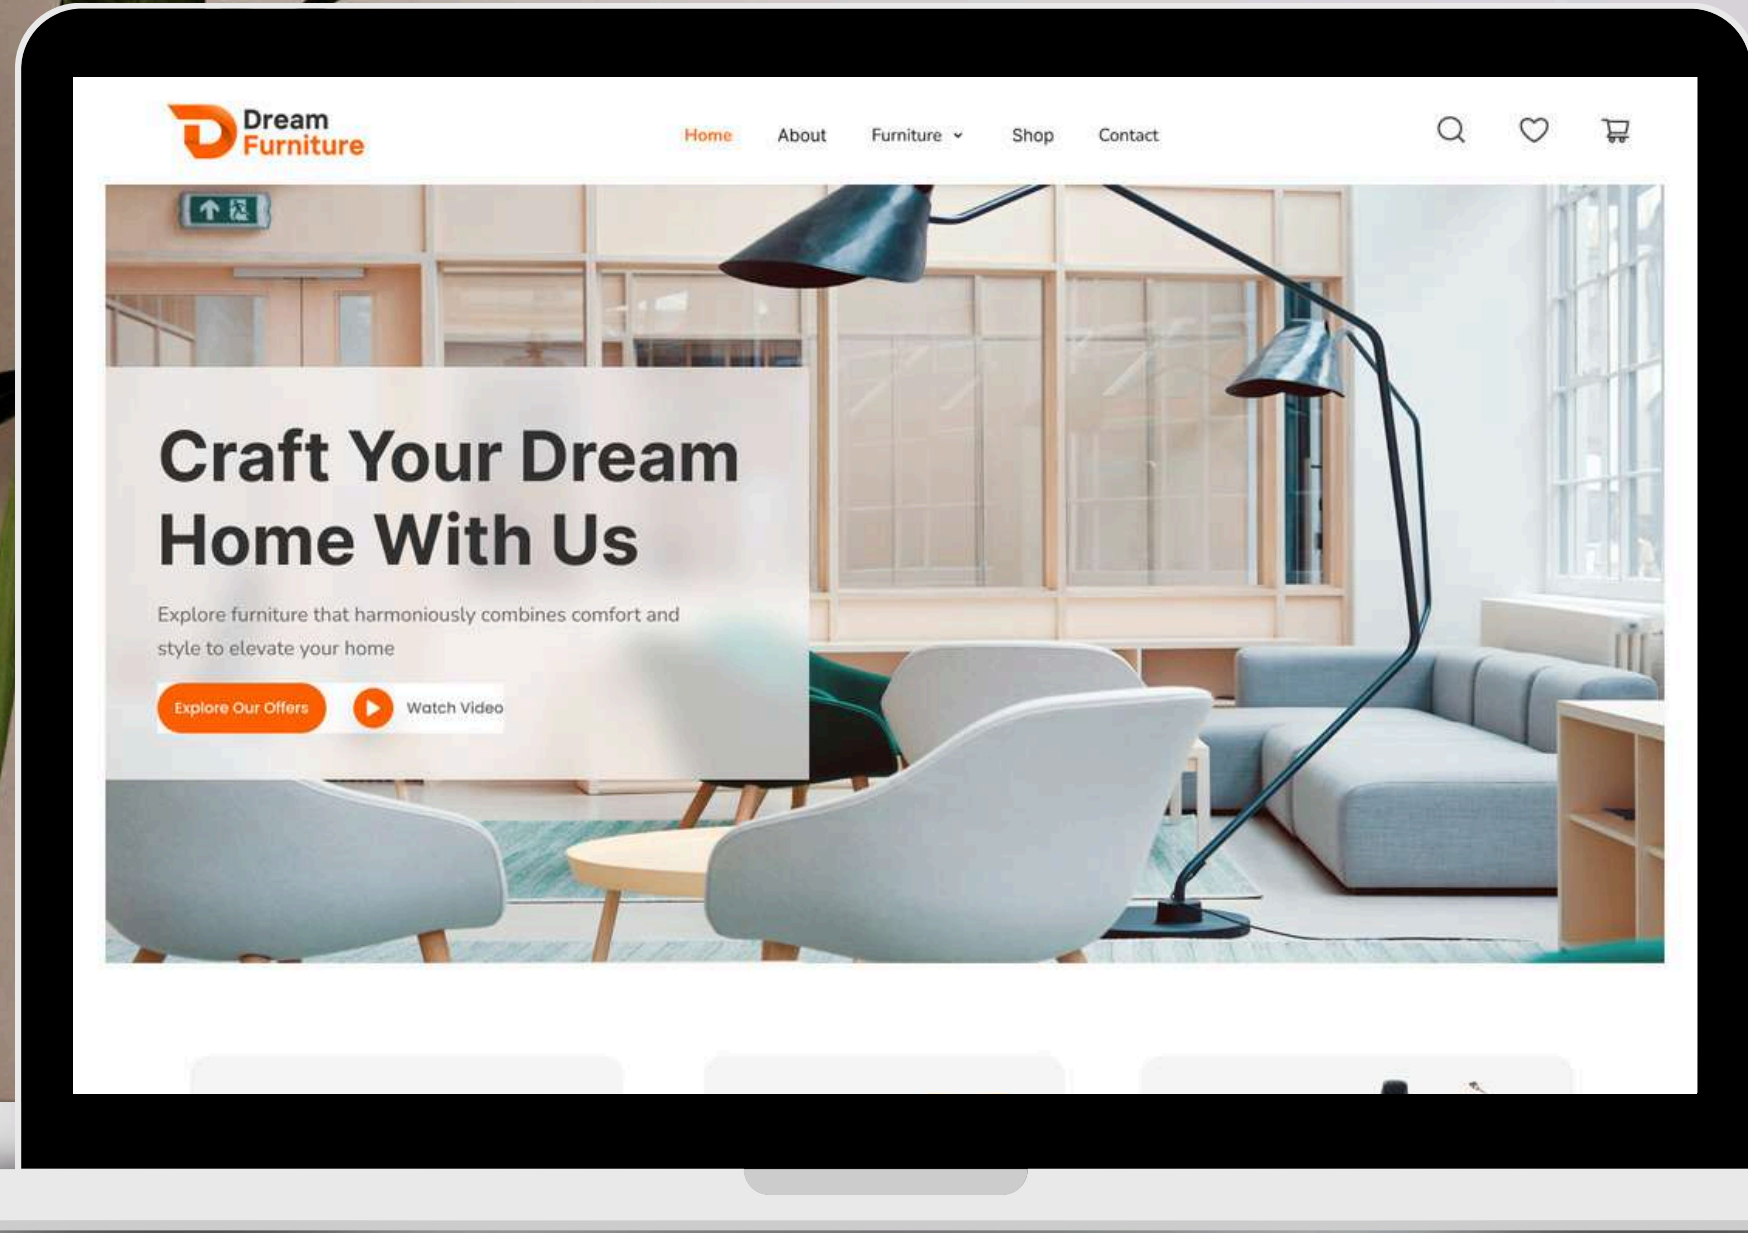 Dream
Furniture
Home About Furniture Shop Contact
Craft Your Dream
Home With Us
Explore furniture that harmoniously combines comfort and
style to elevate your home
Explore Our Offers Watch Video